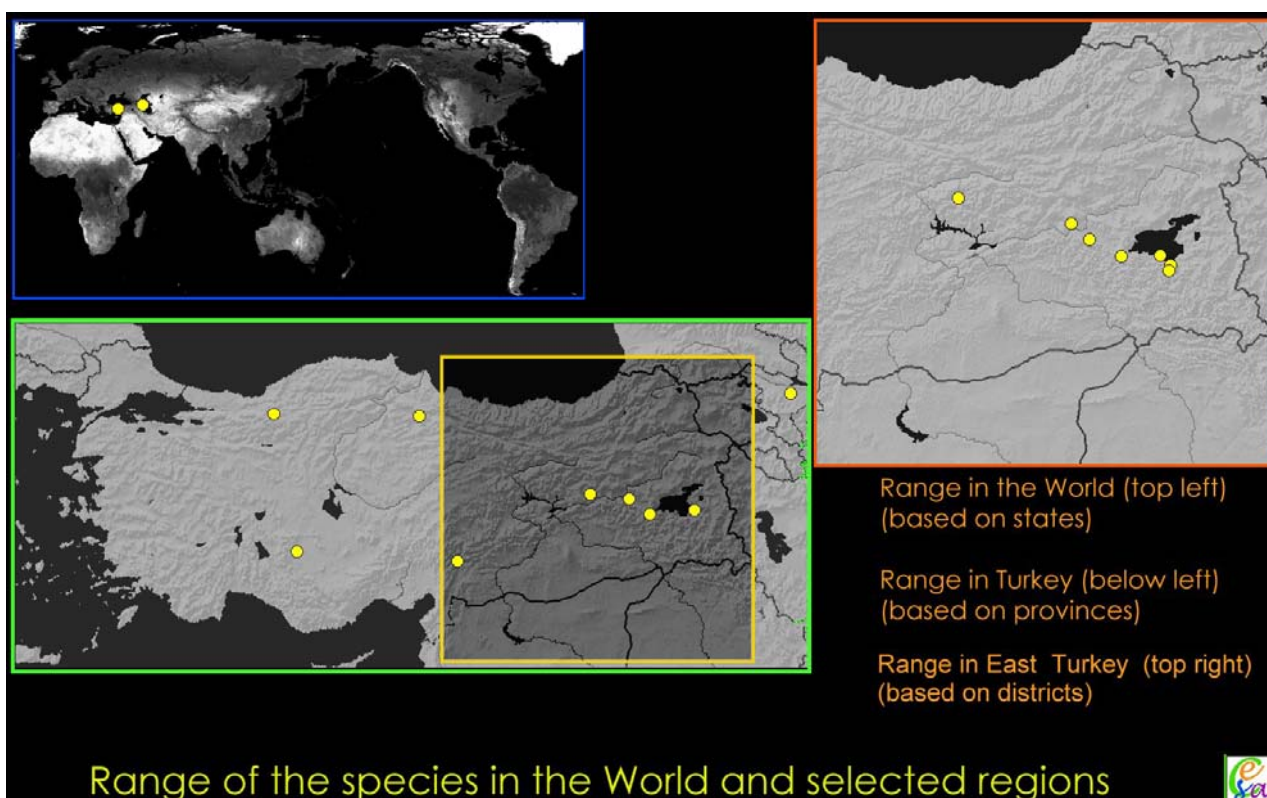 Range in the World (top left)
(based on states)
Range in Turkey (below left)
(based on provinces)
Range in East Turkey (top right)
(based on districts)
Range of the species in the World and selected regions